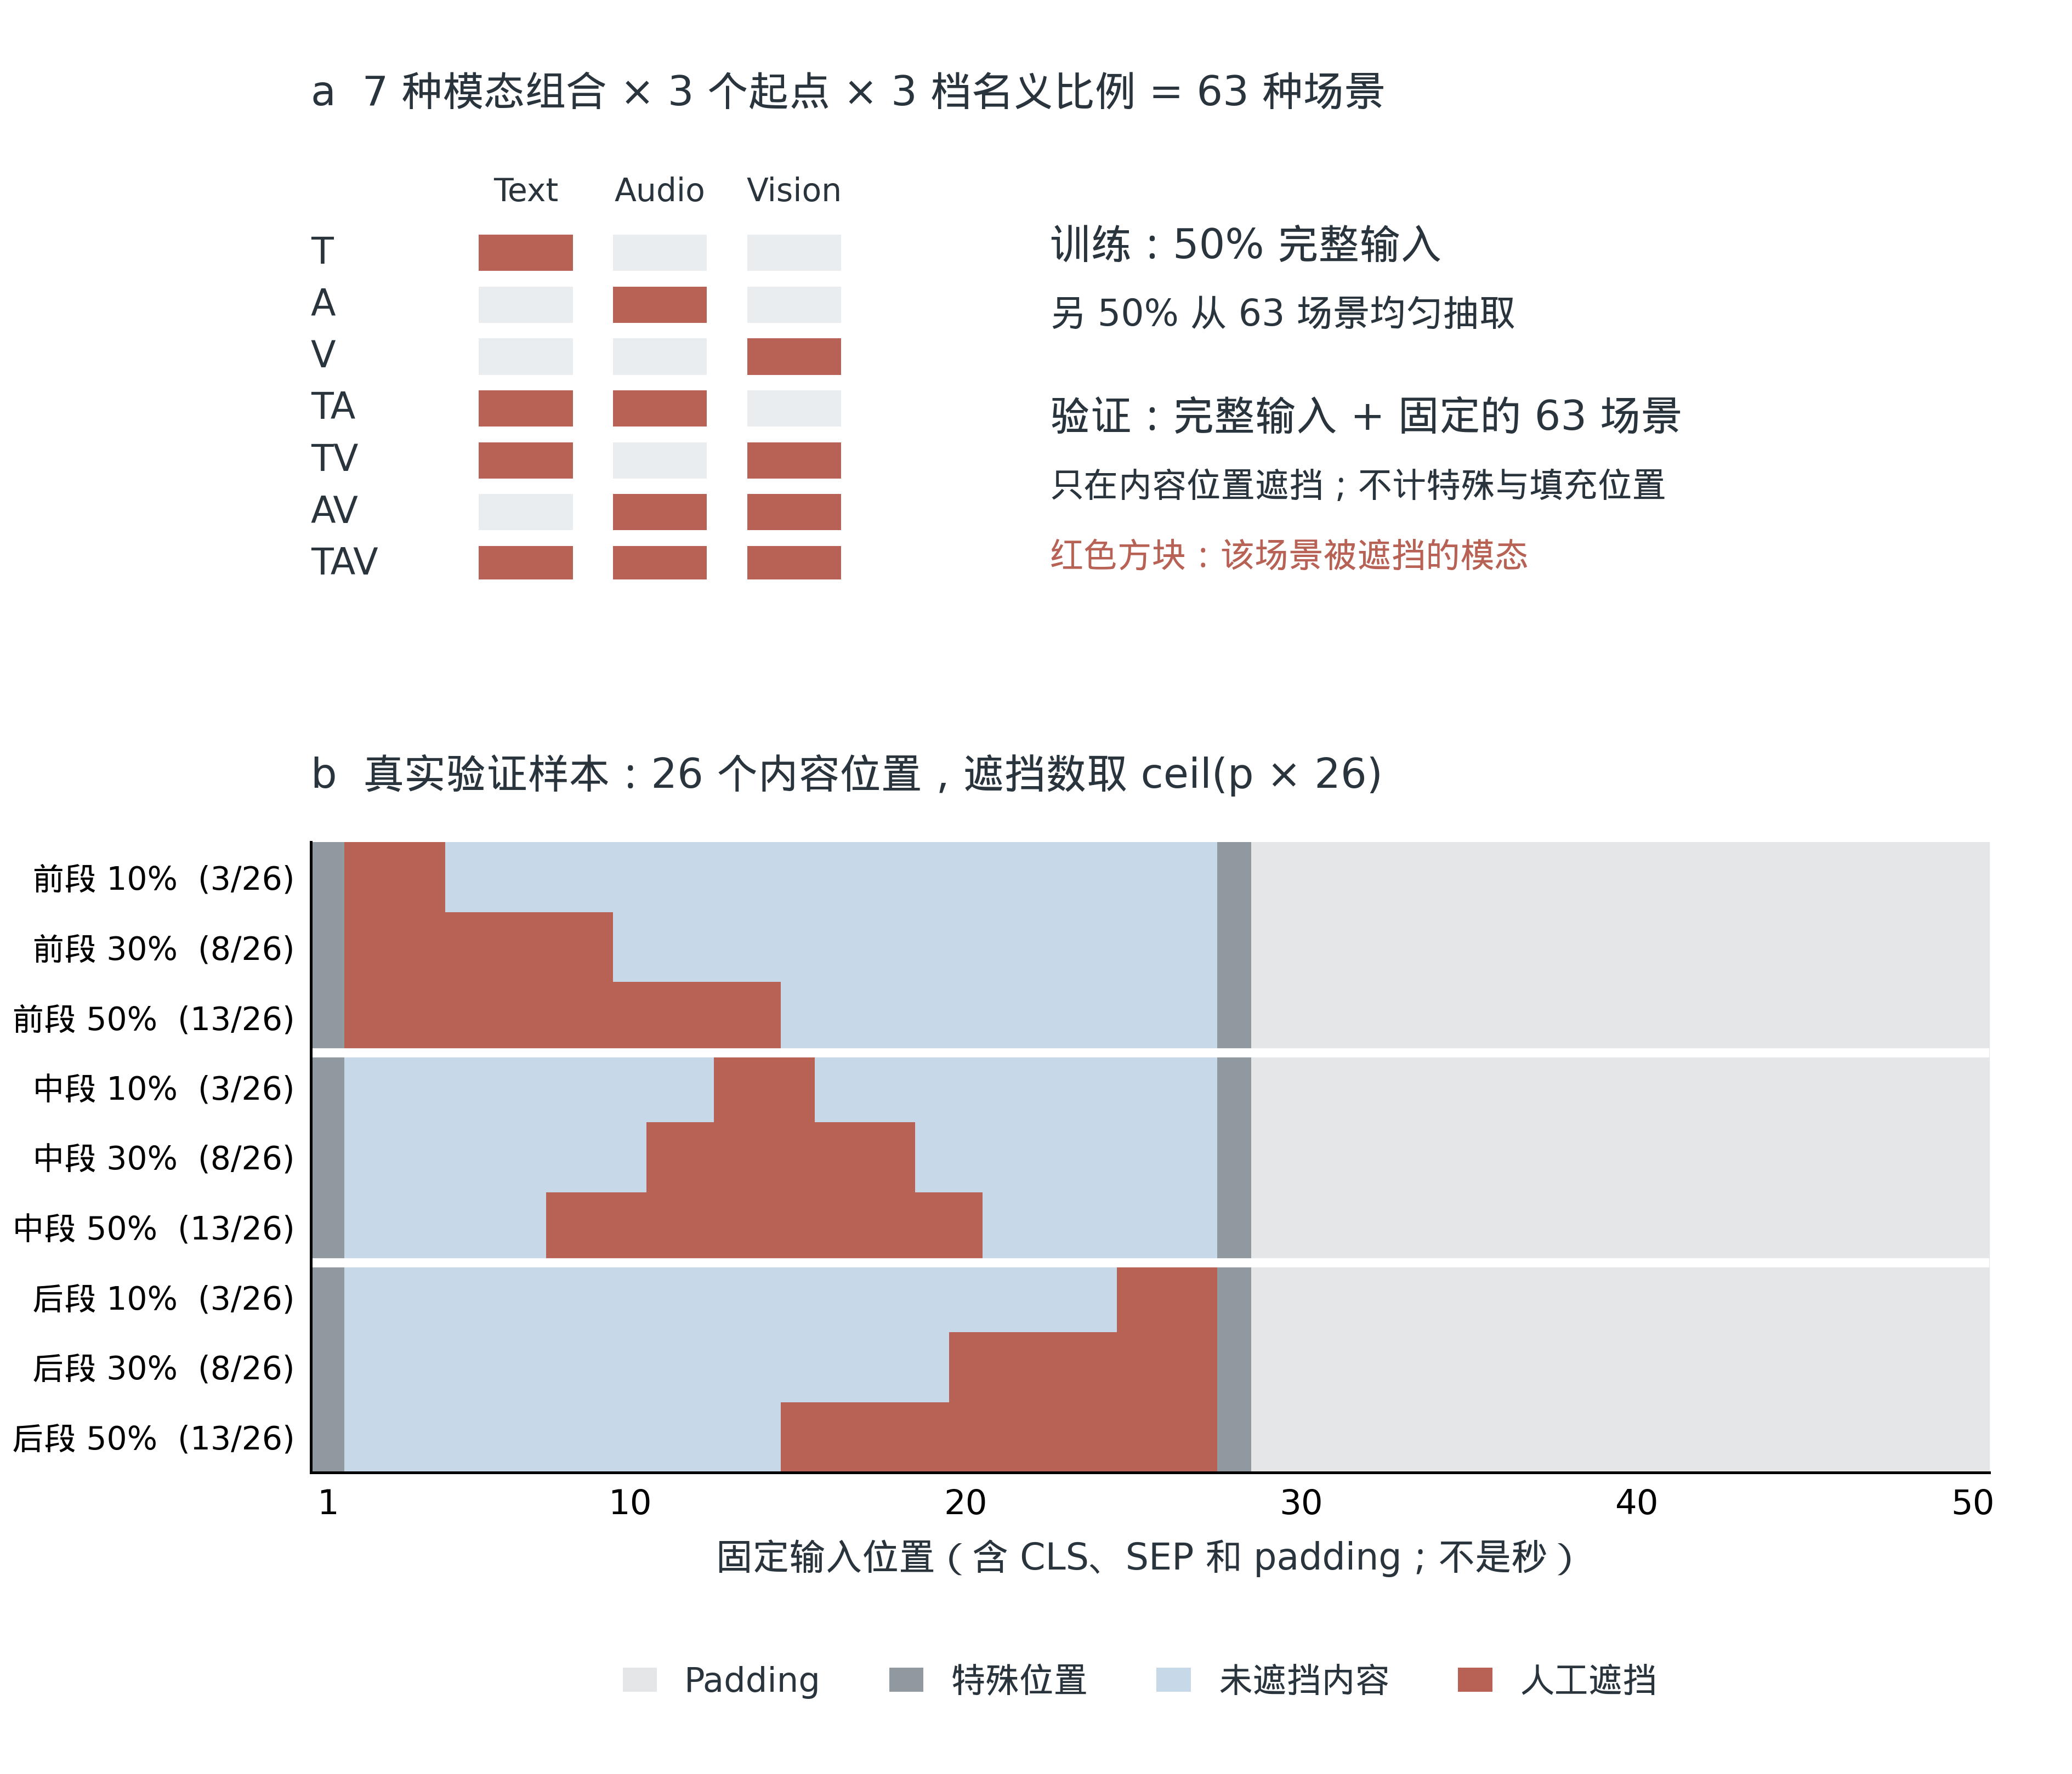 a 7 种模态组合 × 3 个起点 × 3 档名义比例 = 63 种场景
Text Audio Vision
T
A
V
TA
TV
AV
TAV
训练：50% 完整输入
另 50% 从 63 场景均匀抽取
验证：完整输入 + 固定的 63 场景
只在内容位置遮挡；不计特殊与填充位置
红色方块：该场景被遮挡的模态
b 真实验证样本：26 个内容位置，遮挡数取 ceil(p × 26)
前段 10% (3/26)
前段 30% (8/26)
前段 50% (13/26)
中段 10% (3/26)
中段 30% (8/26)
中段 50% (13/26)
后段 10% (3/26)
后段 30% (8/26)
后段 50% (13/26)
1 10 20 30 40 50
固定输入位置（含 CLS、SEP 和 padding；不是秒）
Padding 特殊位置 未遮挡内容 人工遮挡